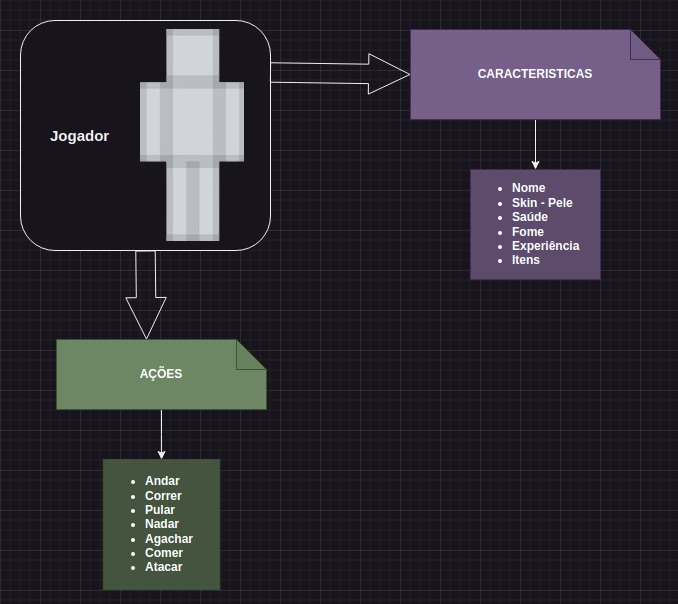 Jogador
CARACTERISTICAS
Nome
Skin - Pele
Saúde
Fome
Experiência
Itens
AÇÕES
Andar
Correr
Pular
Nadar
Agachar
Comer
Atacar